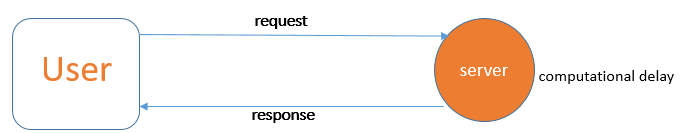 request
User
server
computational delay
response